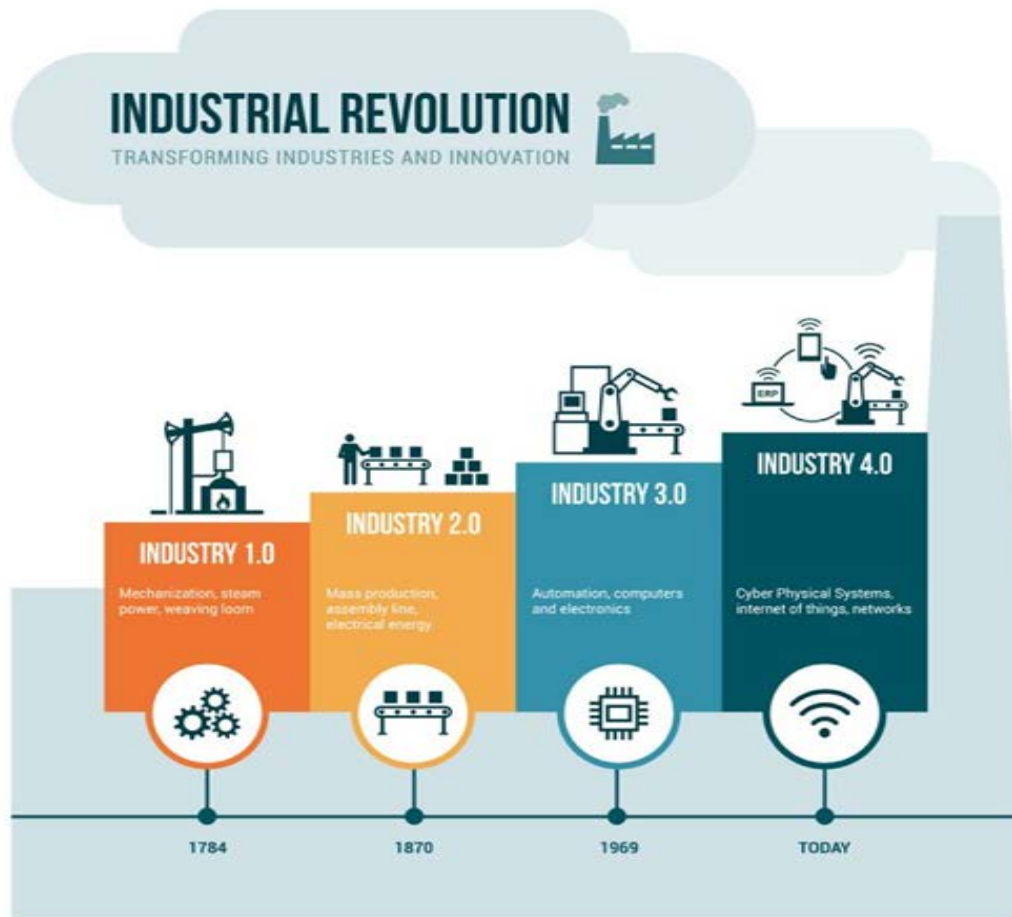 INDUSTRIAL REVOLUTION
TRANSFORMING INDUSTRIES AND INNOVATION
ERP
INDUSTRY 1.0
Mechanization, steam
power, weaving loom
INDUSTRY 2.0
Mass production,
assembly line,
electrical energy
INDUSTRY 3.0
Automation, computers
and electronics
INDUSTRY 4.0
Cyber Physical Systems,
internet of things, networks
1784
1870
1969
TODAY